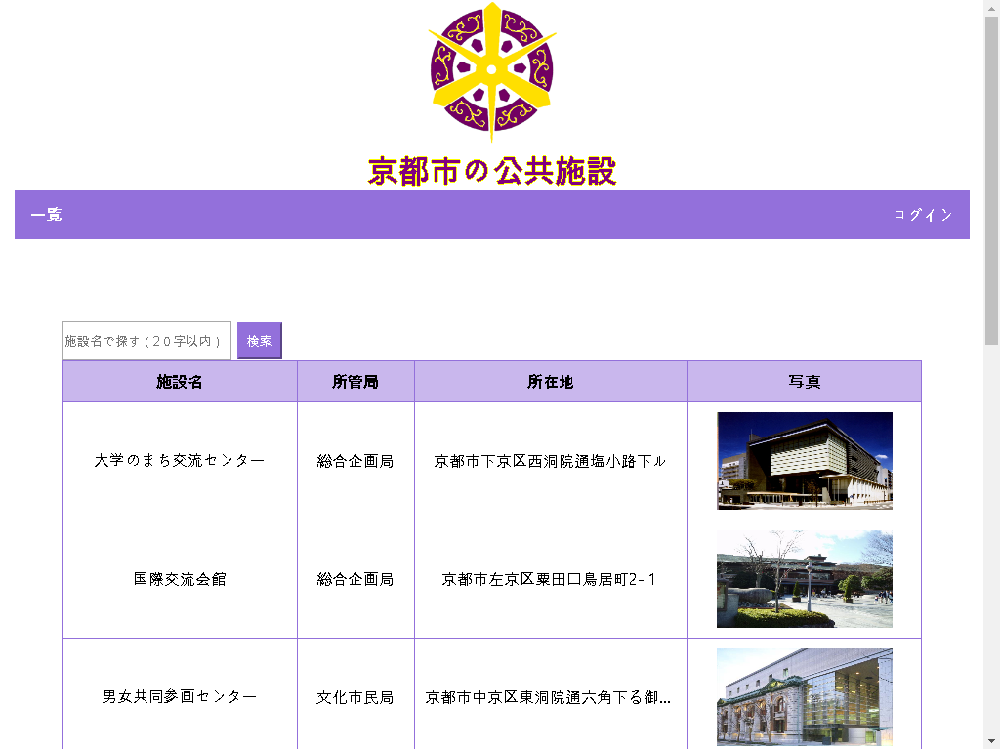 京都市の公共施設
一覧 ログイン
施設名で探す(２０字以内) 検索
施設名 所管局 所在地 写真
大学のまち交流センター 総合企画局 京都市下京区西洞院通塩小路下ル
国際交流会館 総合企画局 京都市左京区粟田口鳥居町2-１
男女共同参画センター 文化市民局 京都市中京区東洞院通六角下る御...